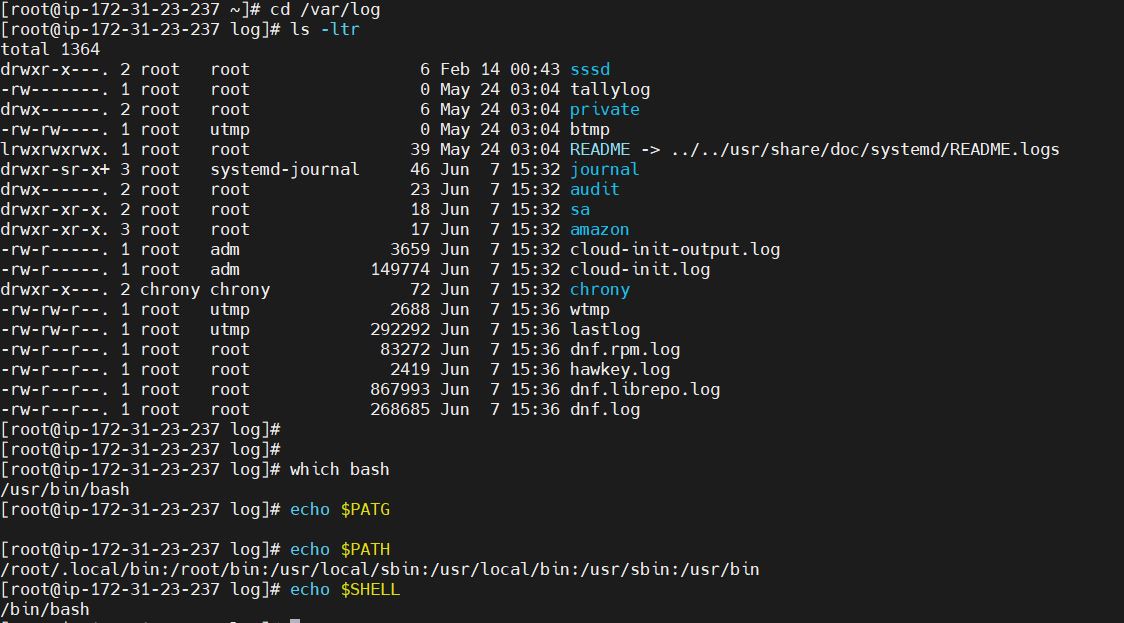 [root@ip-172-31-23-237 ~]# cd /var/log
[root@ip-172-31-23-237 log]# ls -ltr
total 1364
drwxr-x---. 2 root   root                 6 Feb 14 00:43 sssd
-rw-------. 1 root   root                 0 May 24 03:04 tallylog
drwx------. 2 root   root                 6 May 24 03:04 private
-rw-rw----. 1 root   utmp                 0 May 24 03:04 btmp
lrwxrwxrwx. 1 root   root                39 May 24 03:04 README -> ../../usr/share/doc/systemd/README.logs
drwxr-sr-x+ 3 root   systemd-journal     46 Jun  7 15:32 journal
drwx------. 2 root   root                23 Jun  7 15:32 audit
drwxr-xr-x. 2 root   root                18 Jun  7 15:32 sa
drwxr-xr-x. 3 root   root                17 Jun  7 15:32 amazon
-rw-r-----. 1 root   adm               3659 Jun  7 15:32 cloud-init-output.log
-rw-r-----. 1 root   adm             149774 Jun  7 15:32 cloud-init.log
drwxr-x---. 2 chrony chrony              72 Jun  7 15:32 chrony
-rw-rw-r--. 1 root   utmp              2688 Jun  7 15:36 wtmp
-rw-rw-r--. 1 root   utmp            292292 Jun  7 15:36 lastlog
-rw-r--r--. 1 root   root             83272 Jun  7 15:36 dnf.rpm.log
-rw-r--r--. 1 root   root              2419 Jun  7 15:36 hawkey.log
-rw-r--r--. 1 root   root            867993 Jun  7 15:36 dnf.librepo.log
-rw-r--r--. 1 root   root            268685 Jun  7 15:36 dnf.log
[root@ip-172-31-23-237 log]#
[root@ip-172-31-23-237 log]#
[root@ip-172-31-23-237 log]# which bash
/usr/bin/bash
[root@ip-172-31-23-237 log]# echo $PATG
[root@ip-172-31-23-237 log]# echo $PATH
/root/.local/bin:/root/bin:/usr/local/sbin:/usr/local/bin:/usr/sbin:/usr/bin
[root@ip-172-31-23-237 log]# echo $SHELL
/bin/bash